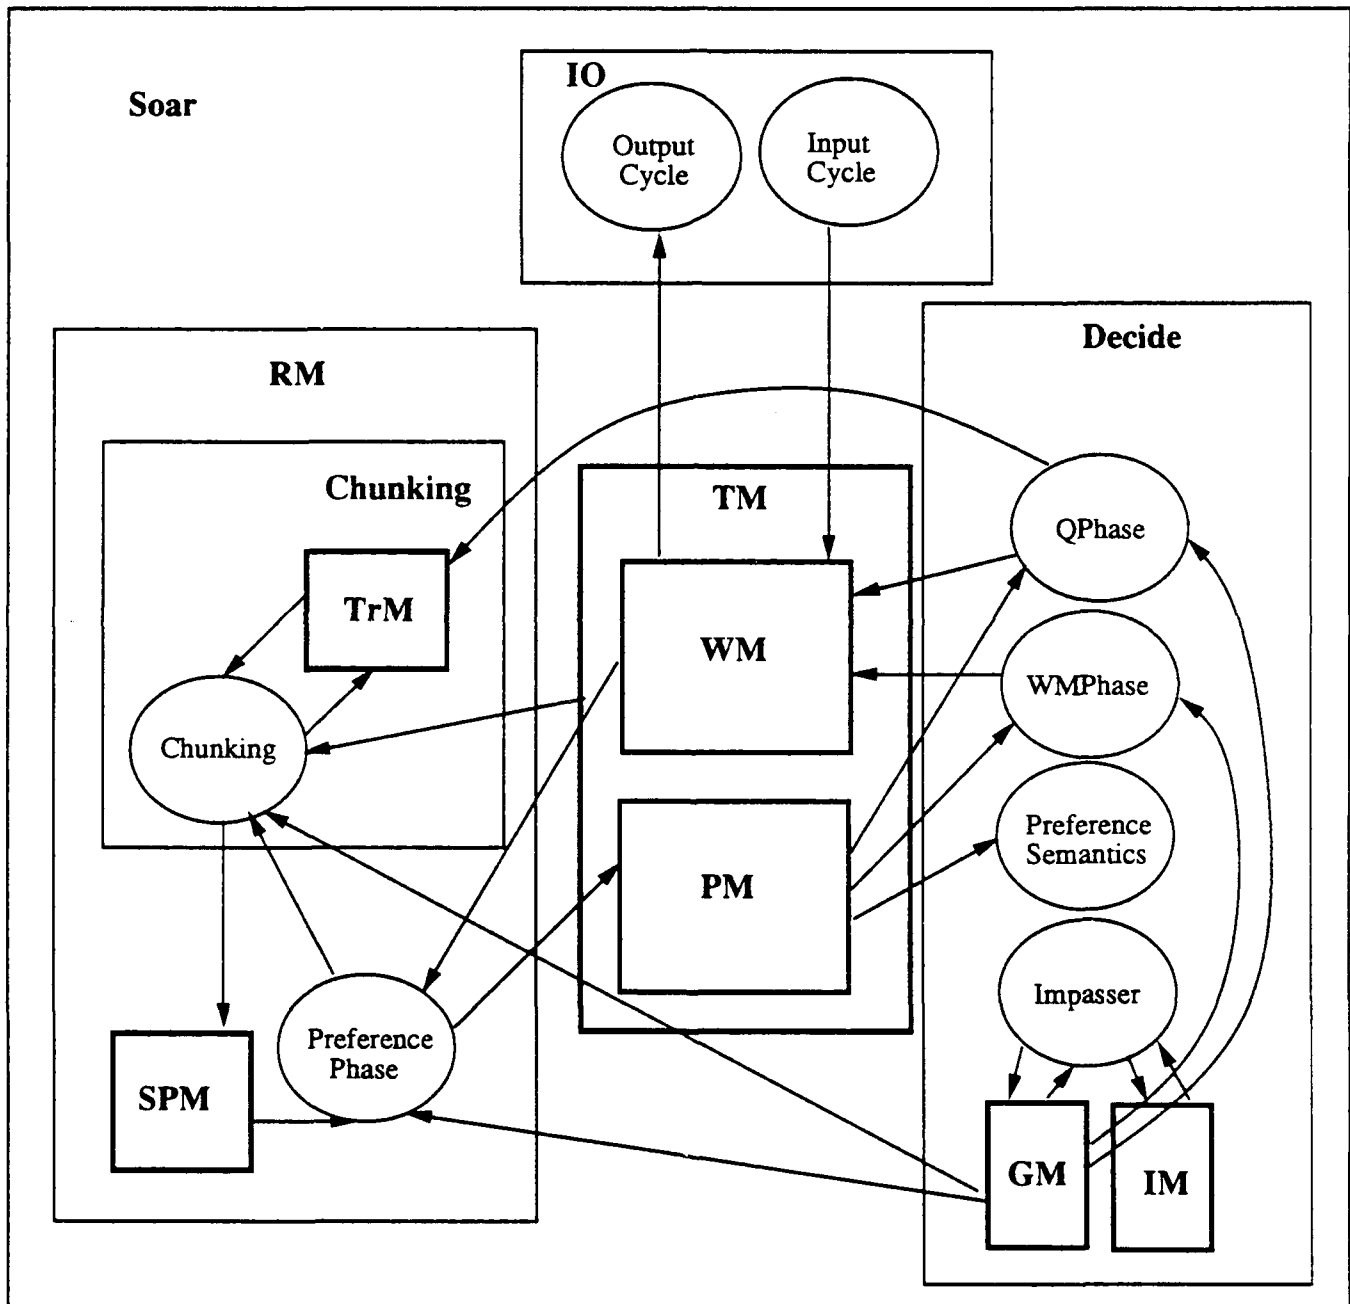 Soar
IO
Output
Cycle
Input
Cycle
Decide
RM
Chunking
TrM
Chunking
TM
WM
PM
QPhase
WMPhase
Preference
Semantics
Impasser
Preference
Phase
SPM
GM
IM